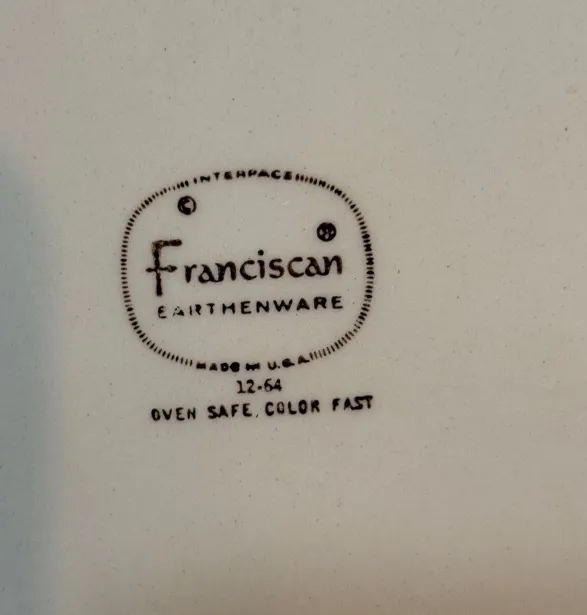 INTERPACE
©
®
Franciscan
EARTHENWARE
MADE IN U.S.A.
12-64
OVEN SAFE, COLOR FAST